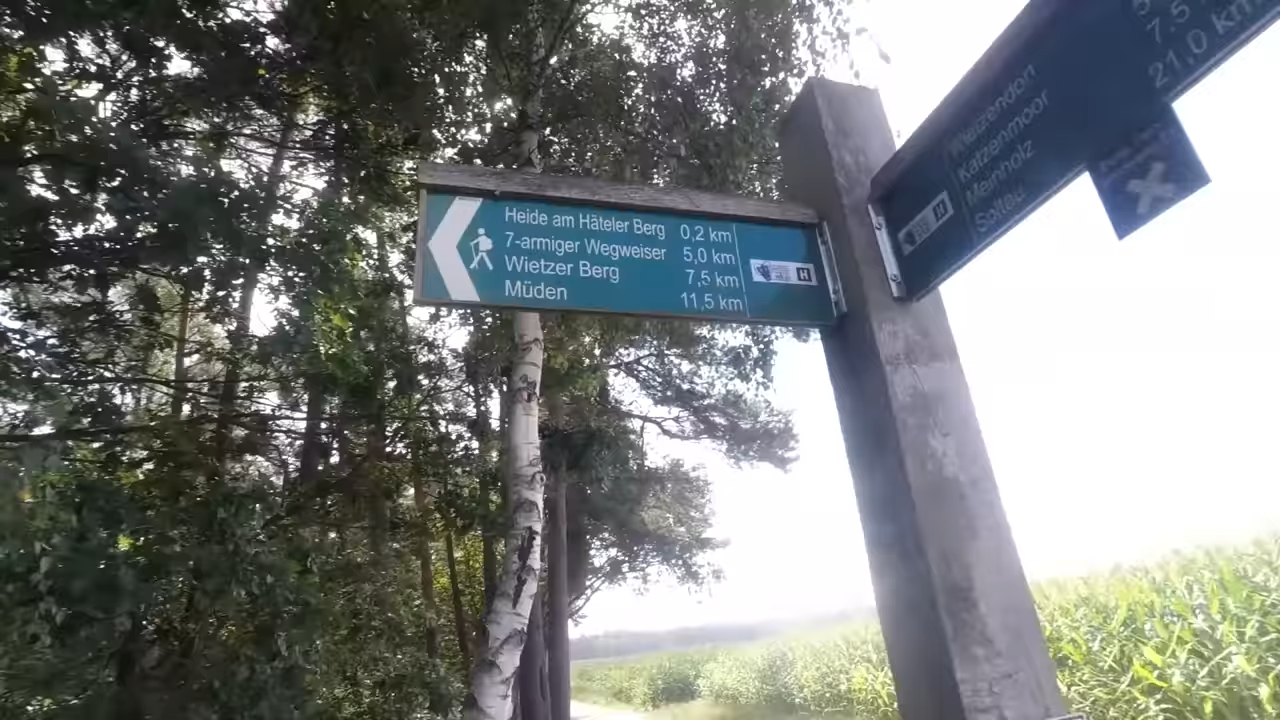 Heide am Häteler Berg 0,2 km
7-armiger Wegweiser 5,0 km
Wietzer Berg 7,5 km
Müden 11,5 km
H
Wietzendorf
Katzenmoor
Meinholz 7,5
Soltau 21,0 km
H